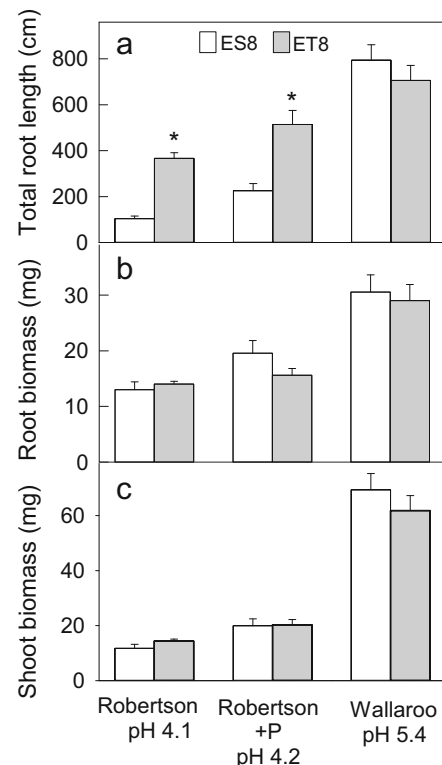 a
ES8 ET8
Total root length (cm)
800
600
400
200
0
*
*
b
Root biomass (mg)
30
20
10
0
c
Shoot biomass (mg)
60
40
20
0
Robertson
pH 4.1
Robertson
+P
pH 4.2
Wallaroo
pH 5.4